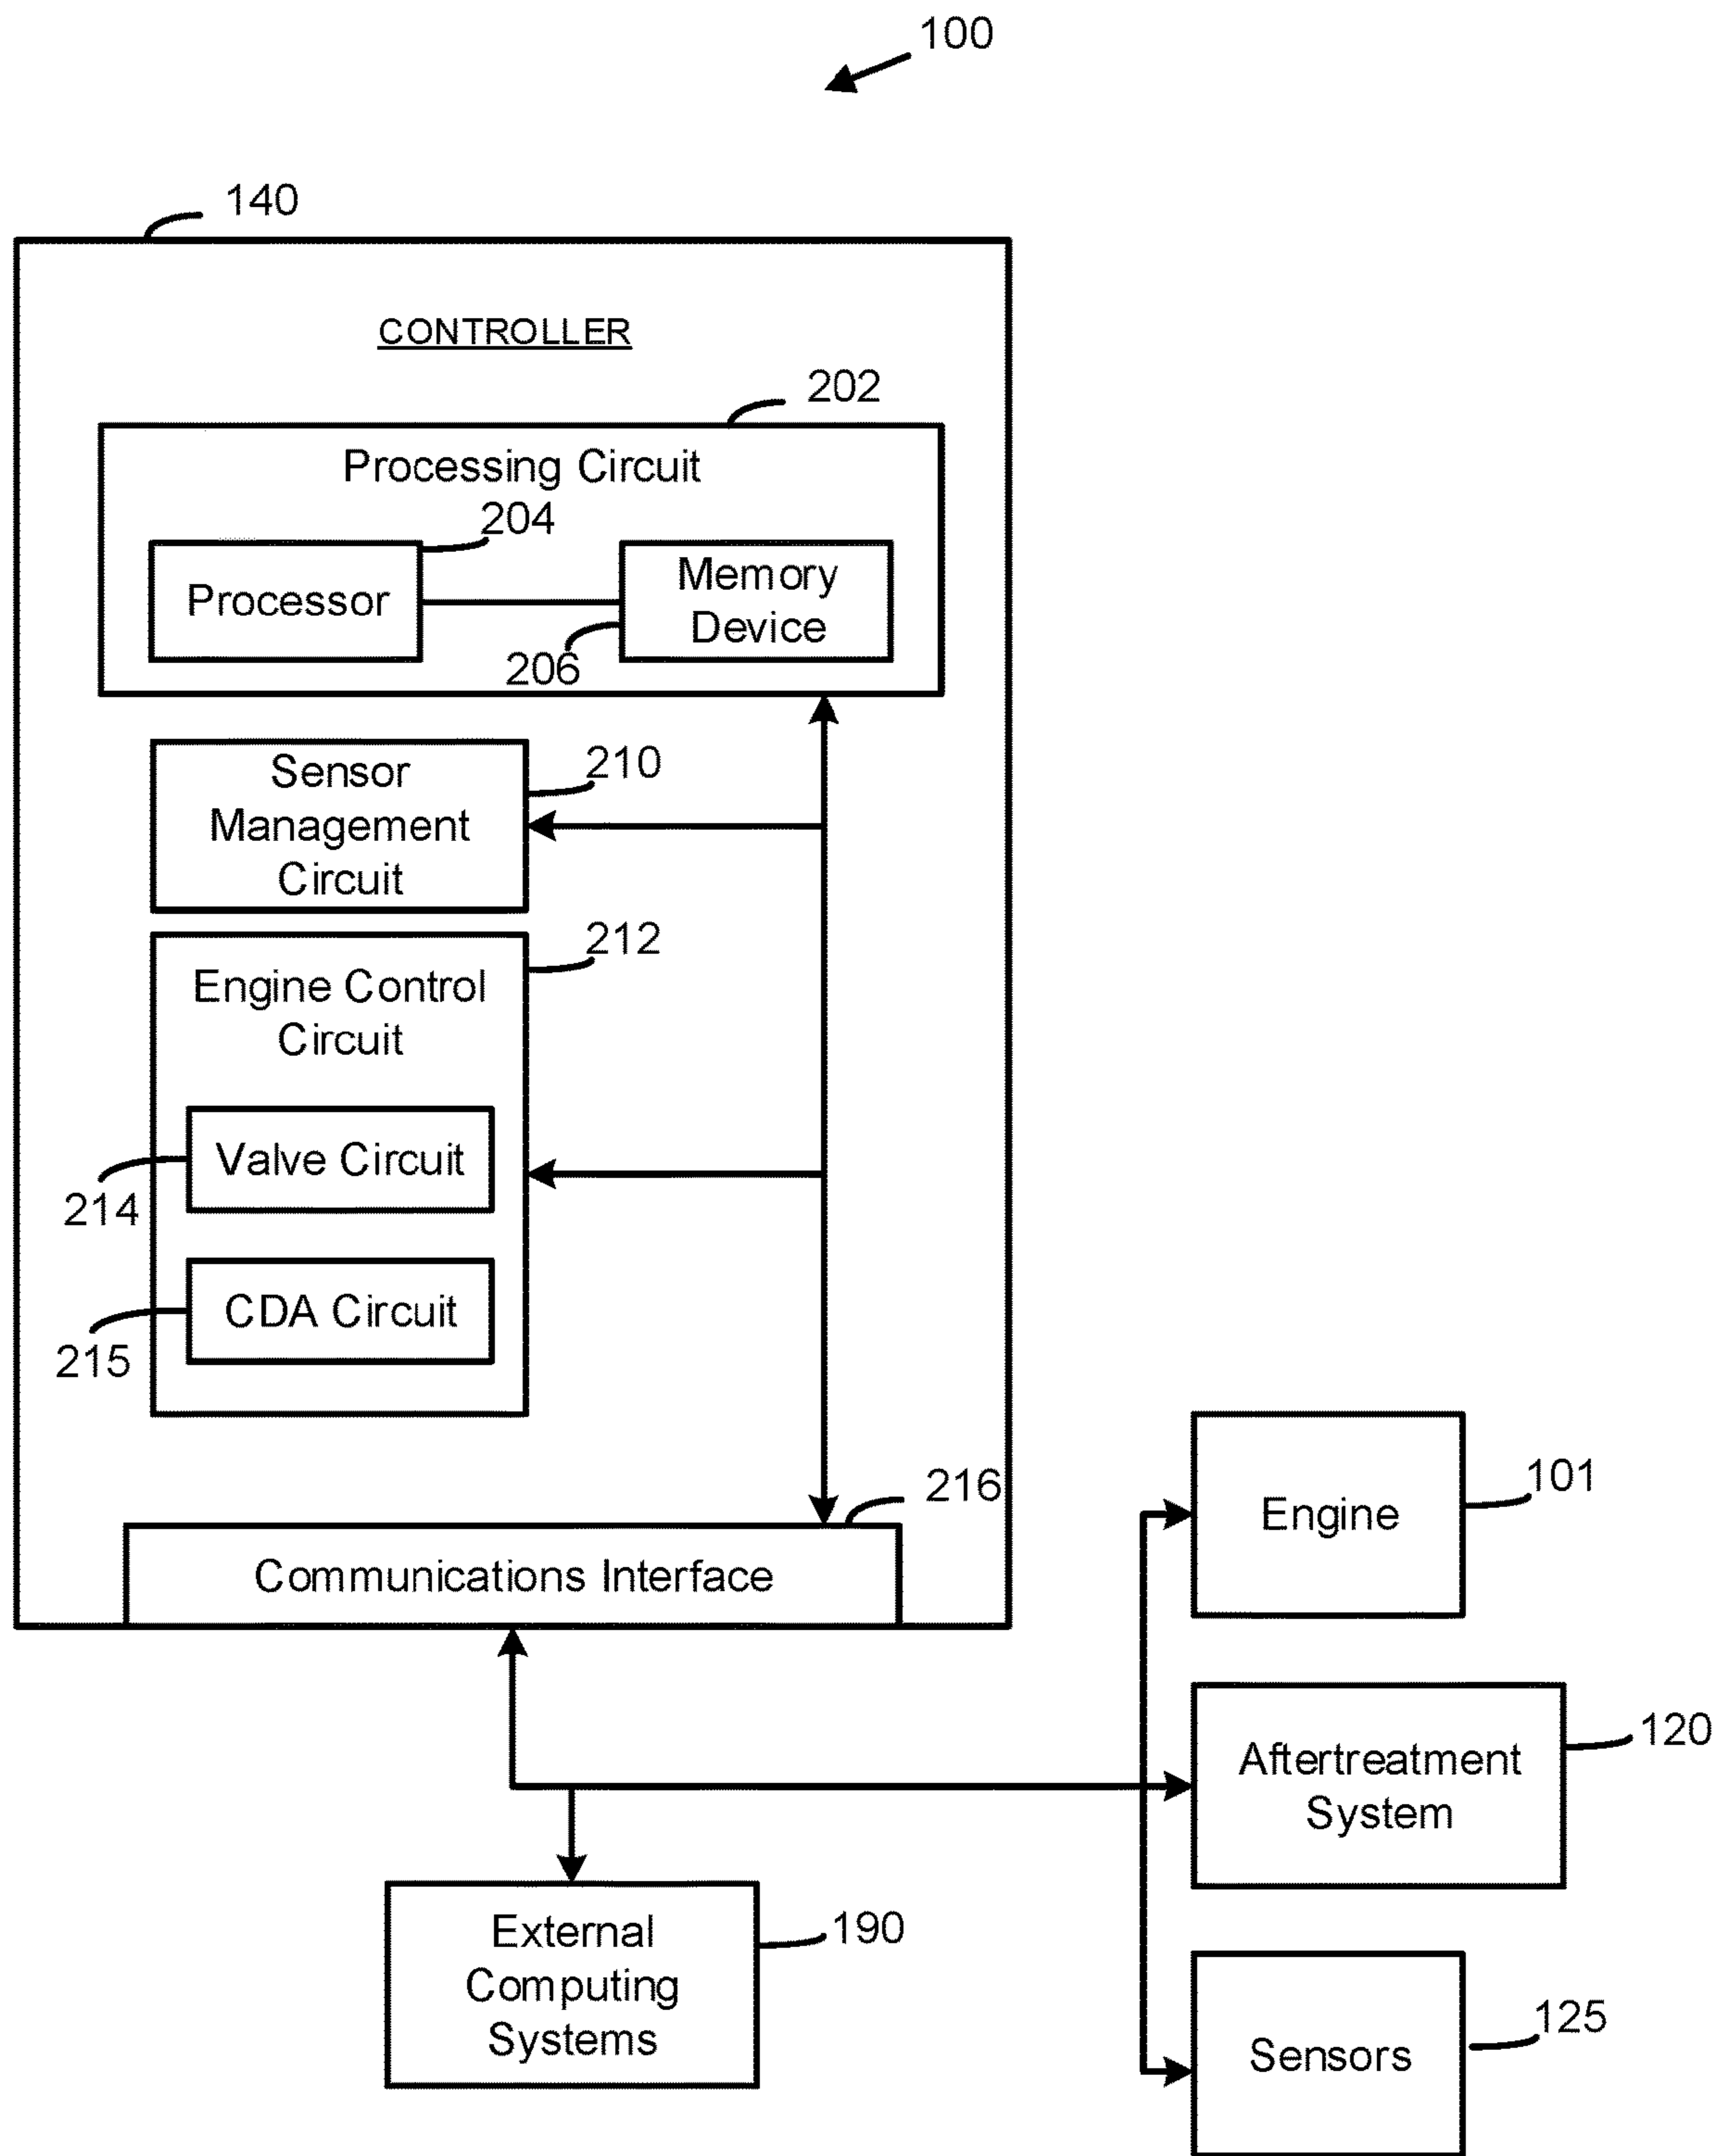 100
140
CONTROLLER
202
Processing Circuit
204
Processor
Memory
Device
206
Sensor
Management
Circuit
210
212
Engine Control
Circuit
Valve Circuit
214
CDA Circuit
215
216
Communications Interface
Engine
101
Aftertreatment
System
120
External
Computing
Systems
190
Sensors
125